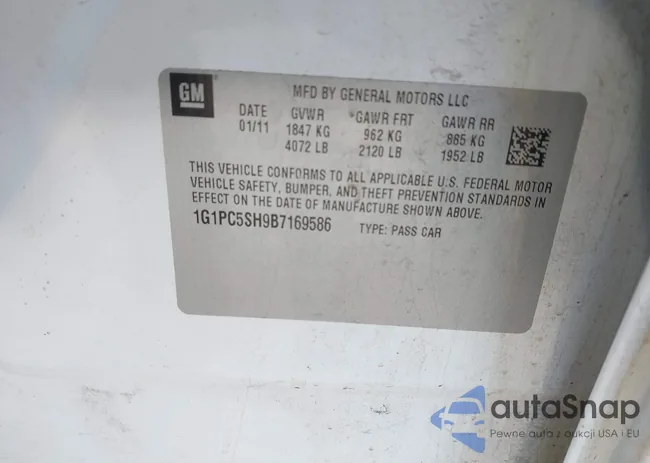 GM
MFD BY GENERAL MOTORS LLC
DATE GVWR *GAWR FRT GAWR RR
01/11 1847 KG 962 KG 885 KG
4072 LB 2120 LB 1952 LB
THIS VEHICLE CONFORMS TO ALL APPLICABLE U.S. FEDERAL MOTOR
VEHICLE SAFETY, BUMPER, AND THEFT PREVENTION STANDARDS IN
EFFECT ON THE DATE OF MANUFACTURE SHOWN ABOVE.
1G1PC5SH9B7169586 TYPE: PASS CAR
autaSnap
Pewne auta z aukcji USA i EU